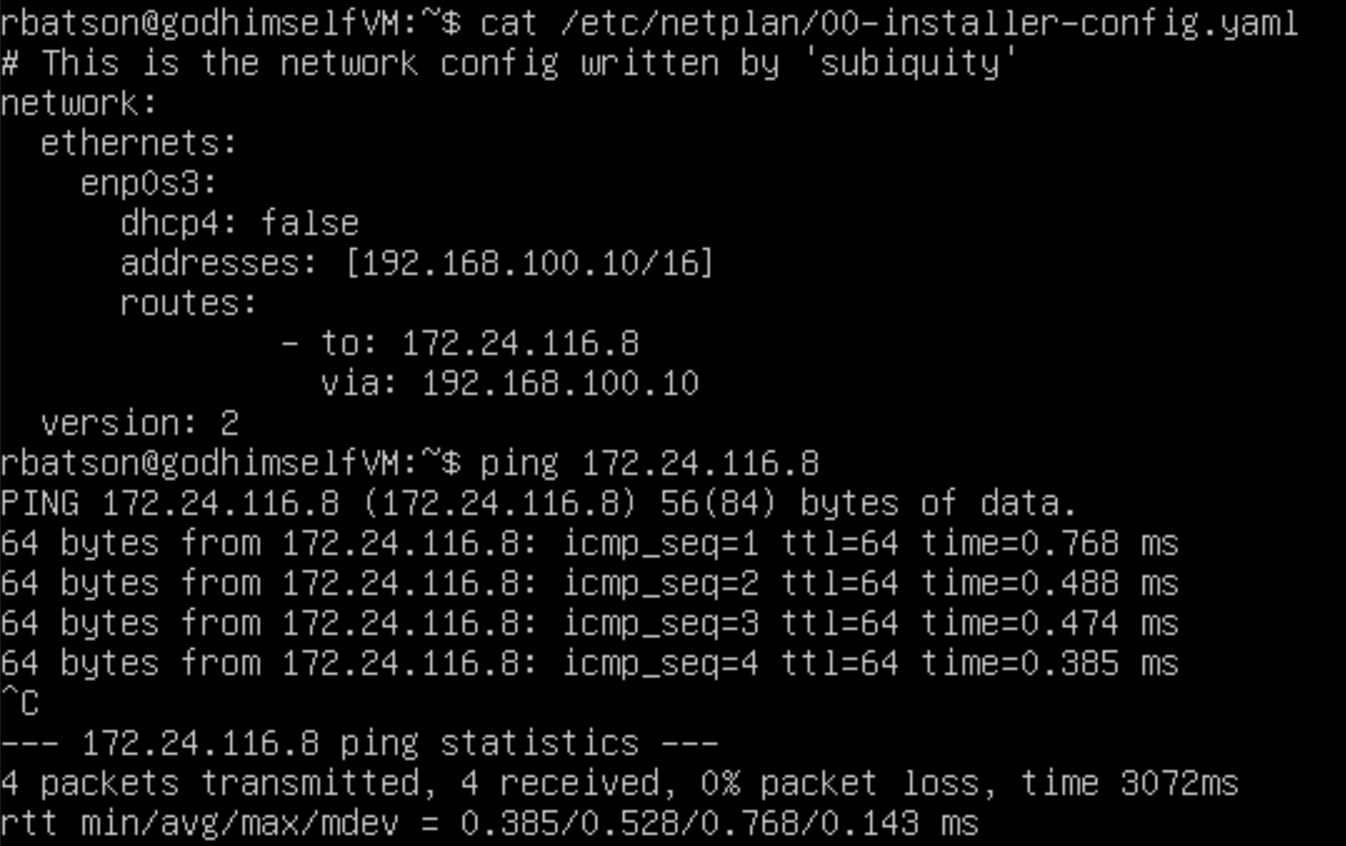 rbatson@godhimselfVM:~$ cat /etc/netplan/00-installer-config.yaml
# This is the network config written by 'subiquity'
network:
  ethernets:
    enp0s3:
      dhcp4: false
      addresses: [192.168.100.10/16]
      routes:
              - to: 172.24.116.8
                via: 192.168.100.10
  version: 2
rbatson@godhimselfVM:~$ ping 172.24.116.8
PING 172.24.116.8 (172.24.116.8) 56(84) bytes of data.
64 bytes from 172.24.116.8: icmp_seq=1 ttl=64 time=0.768 ms
64 bytes from 172.24.116.8: icmp_seq=2 ttl=64 time=0.488 ms
64 bytes from 172.24.116.8: icmp_seq=3 ttl=64 time=0.474 ms
64 bytes from 172.24.116.8: icmp_seq=4 ttl=64 time=0.385 ms
^C
--- 172.24.116.8 ping statistics ---
4 packets transmitted, 4 received, 0% packet loss, time 3072ms
rtt min/avg/max/mdev = 0.385/0.528/0.768/0.143 ms